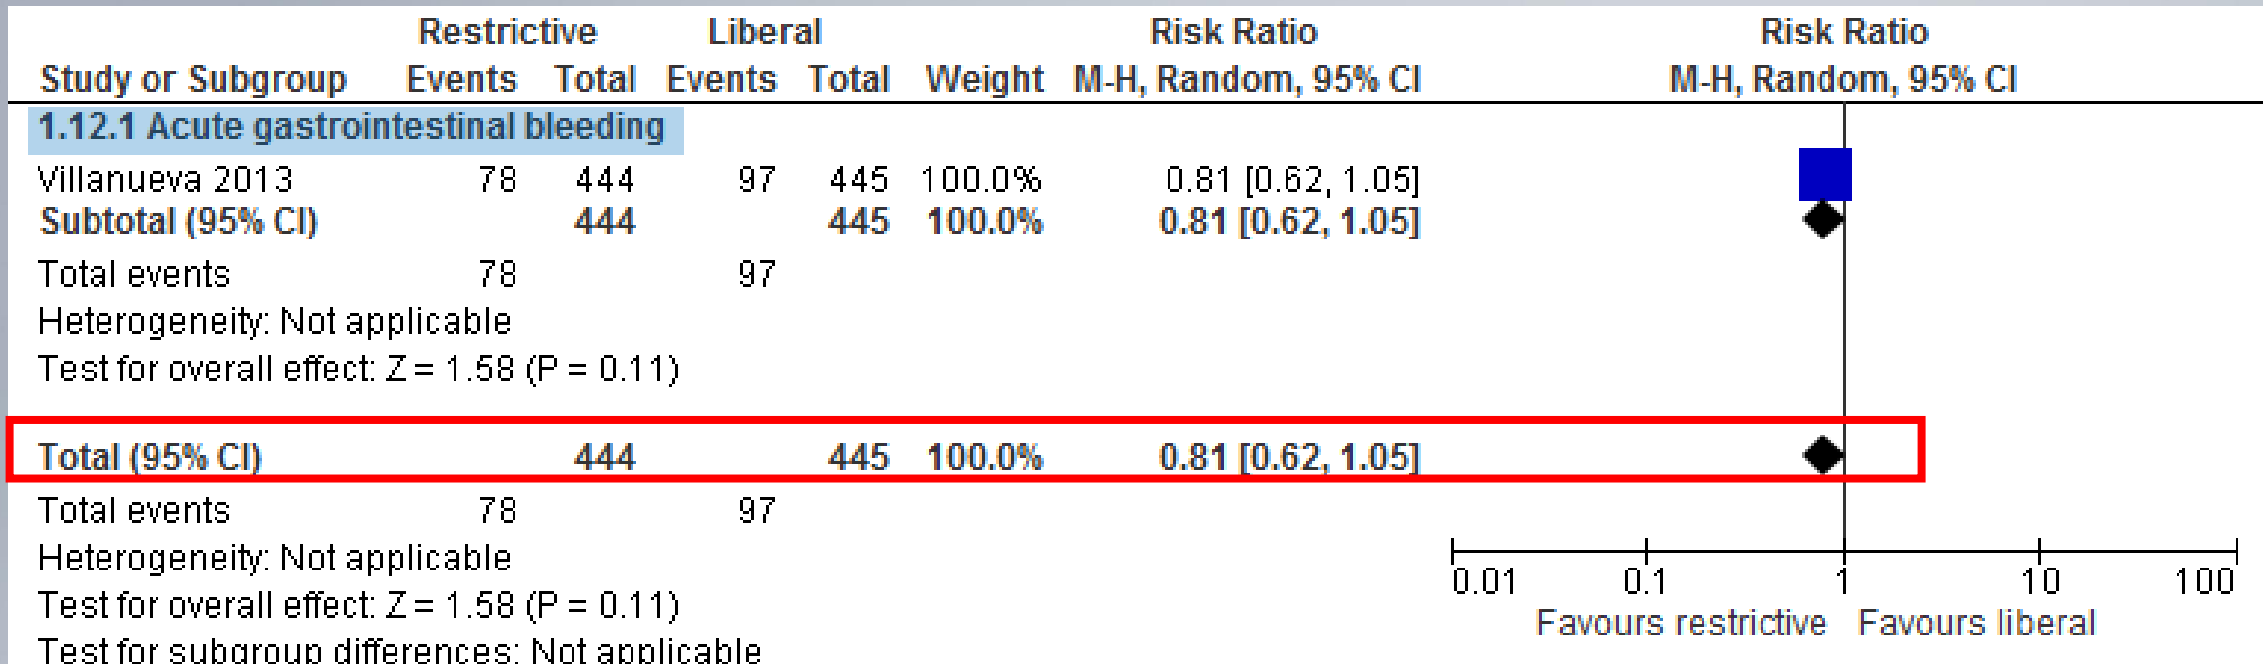 Restrictive Liberal Risk Ratio Risk Ratio
Study or Subgroup Events Total Events Total Weight M-H, Random, 95% CI M-H, Random, 95% CI
1.12.1 Acute gastrointestinal bleeding
Villanueva 2013 78 444 97 445 100.0% 0.81 [0.62, 1.05]
Subtotal (95% CI) 444 445 100.0% 0.81 [0.62, 1.05]
Total events 78 97
Heterogeneity: Not applicable
Test for overall effect: Z = 1.58 (P = 0.11)
Total (95% CI) 444 445 100.0% 0.81 [0.62, 1.05]
Total events 78 97
Heterogeneity: Not applicable
Test for overall effect: Z = 1.58 (P = 0.11)
Test for subgroup differences: Not applicable
0.01 0.1 1 10 100
Favours restrictive Favours liberal